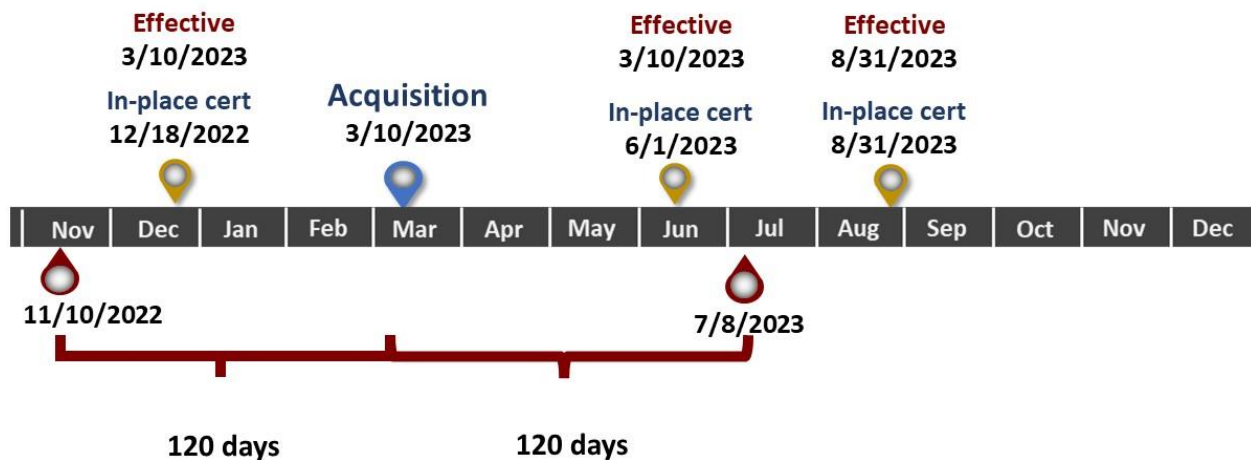 Effective
3/10/2023
In-place cert
12/18/2022
Acquisition
3/10/2023
Effective
3/10/2023
In-place cert
6/1/2023
Effective
8/31/2023
In-place cert
8/31/2023
Nov Dec Jan Feb Mar Apr May Jun Jul Aug Sep Oct Nov Dec
11/10/2022
7/8/2023
120 days
120 days